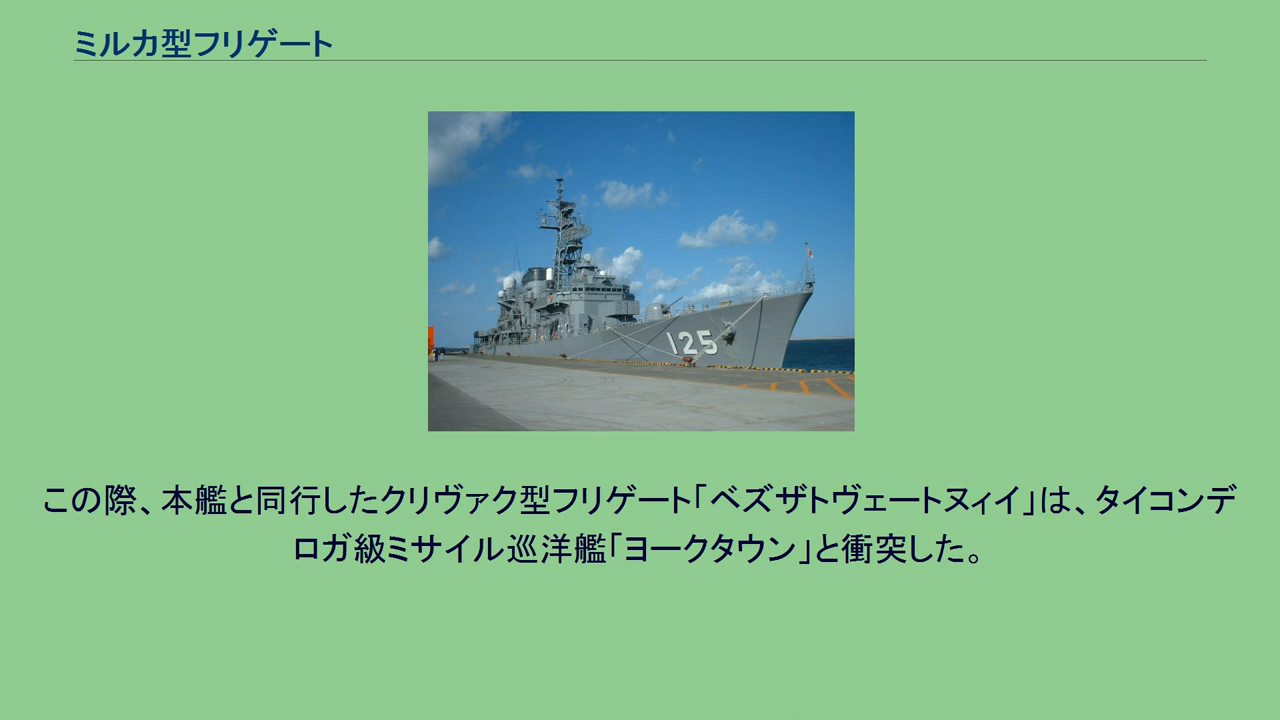 ミルカ型フリゲート
125
この際、本艦と同行したクリヴァク型フリゲート「ベズザトヴェートヌィイ」は、タイコンデ
ロガ級ミサイル巡洋艦「ヨークタウン」と衝突した。